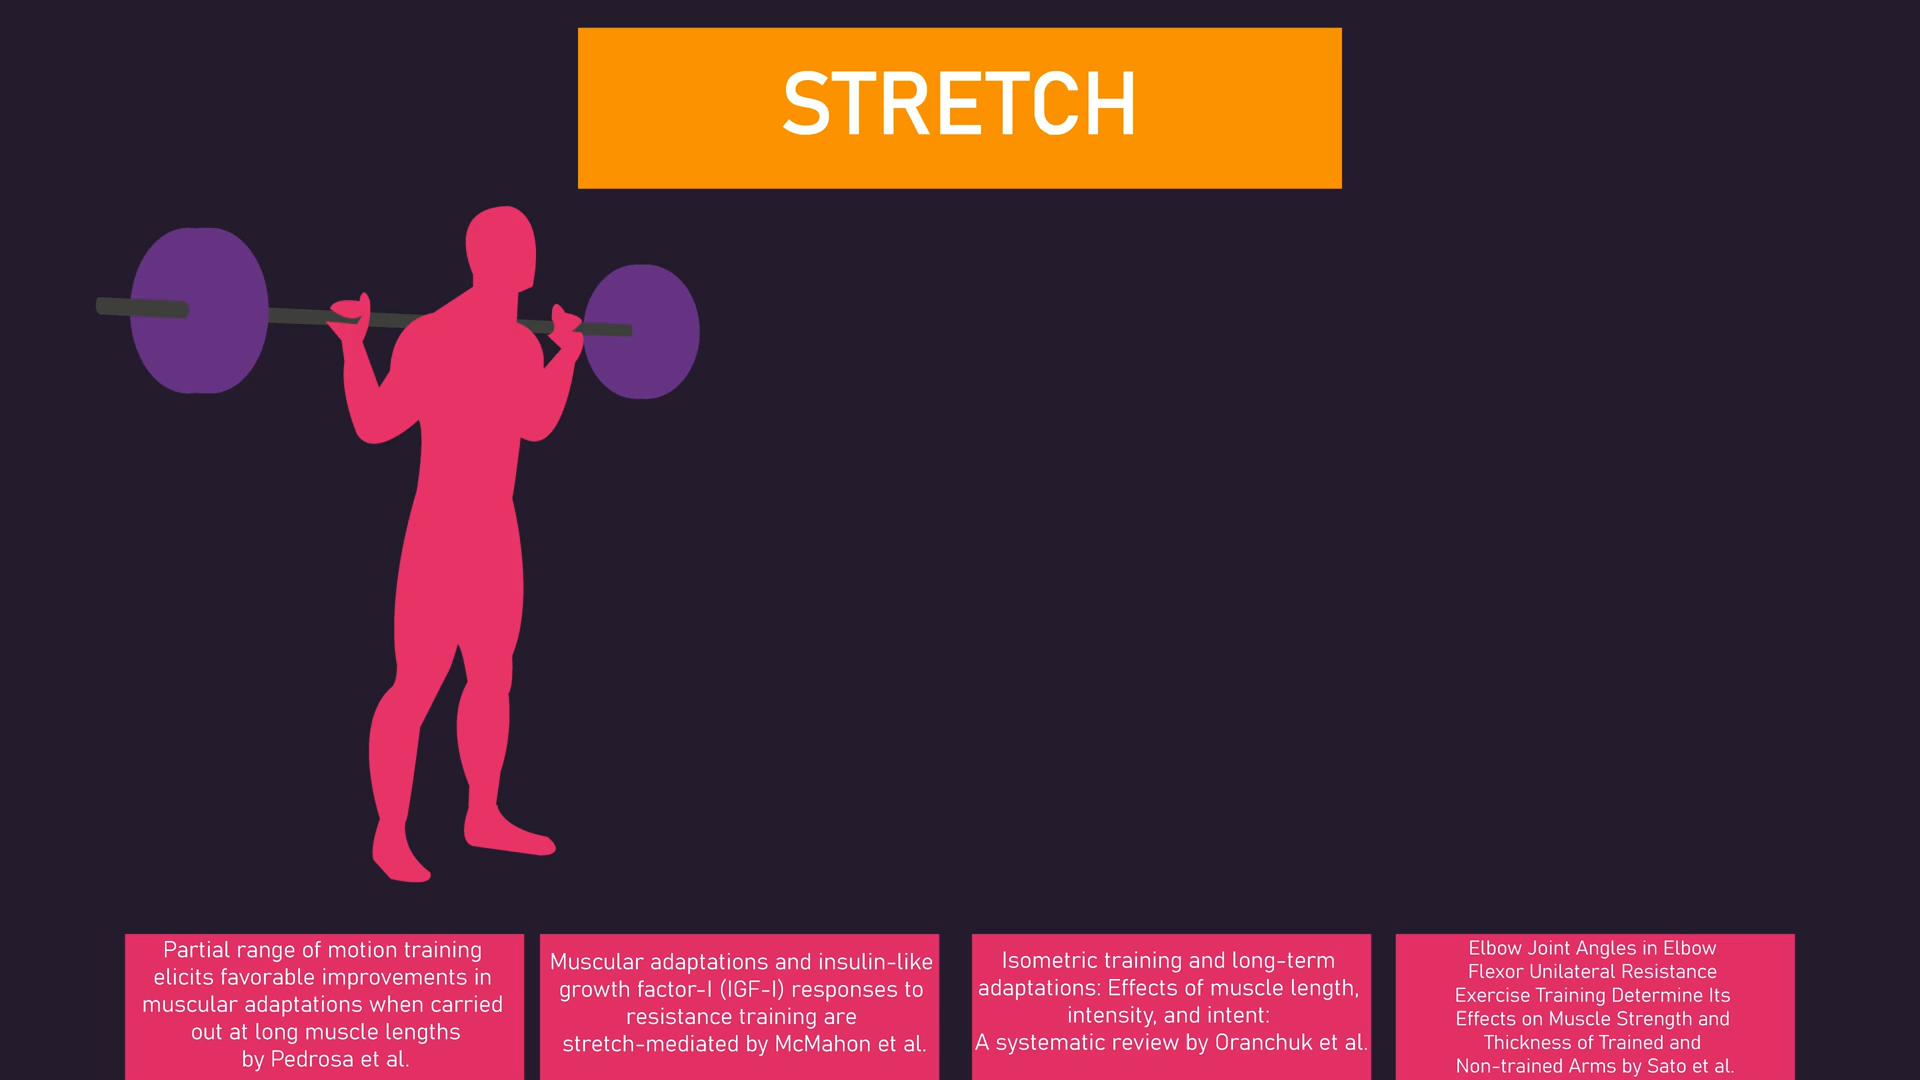 STRETCH
Partial range of motion training
elicits favorable improvements in
muscular adaptations when carried
out at long muscle lengths
by Pedrosa et al.
Muscular adaptations and insulin-like
growth factor-I (IGF-I) responses to
resistance training are
stretch-mediated by McMahon et al.
Isometric training and long-term
adaptations: Effects of muscle length,
intensity, and intent:
A systematic review by Oranchuk et al.
Elbow Joint Angles in Elbow
Flexor Unilateral Resistance
Exercise Training Determine Its
Effects on Muscle Strength and
Thickness of Trained and
Non-trained Arms by Sato et al.